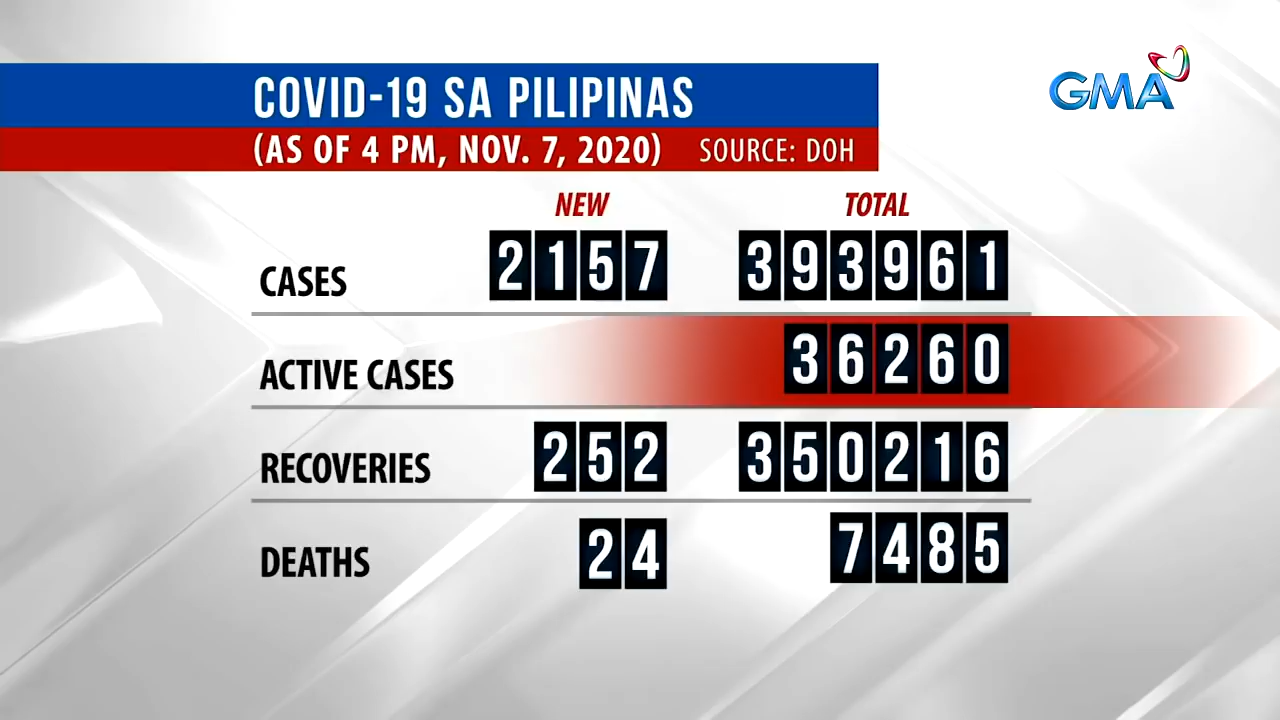 COVID-19 SA PILIPINAS
(AS OF 4 PM, NOV. 7, 2020) SOURCE: DOH
GMA
NEW TOTAL
CASES 2157 393961
ACTIVE CASES 36260
RECOVERIES 252 350216
DEATHS 24 7485